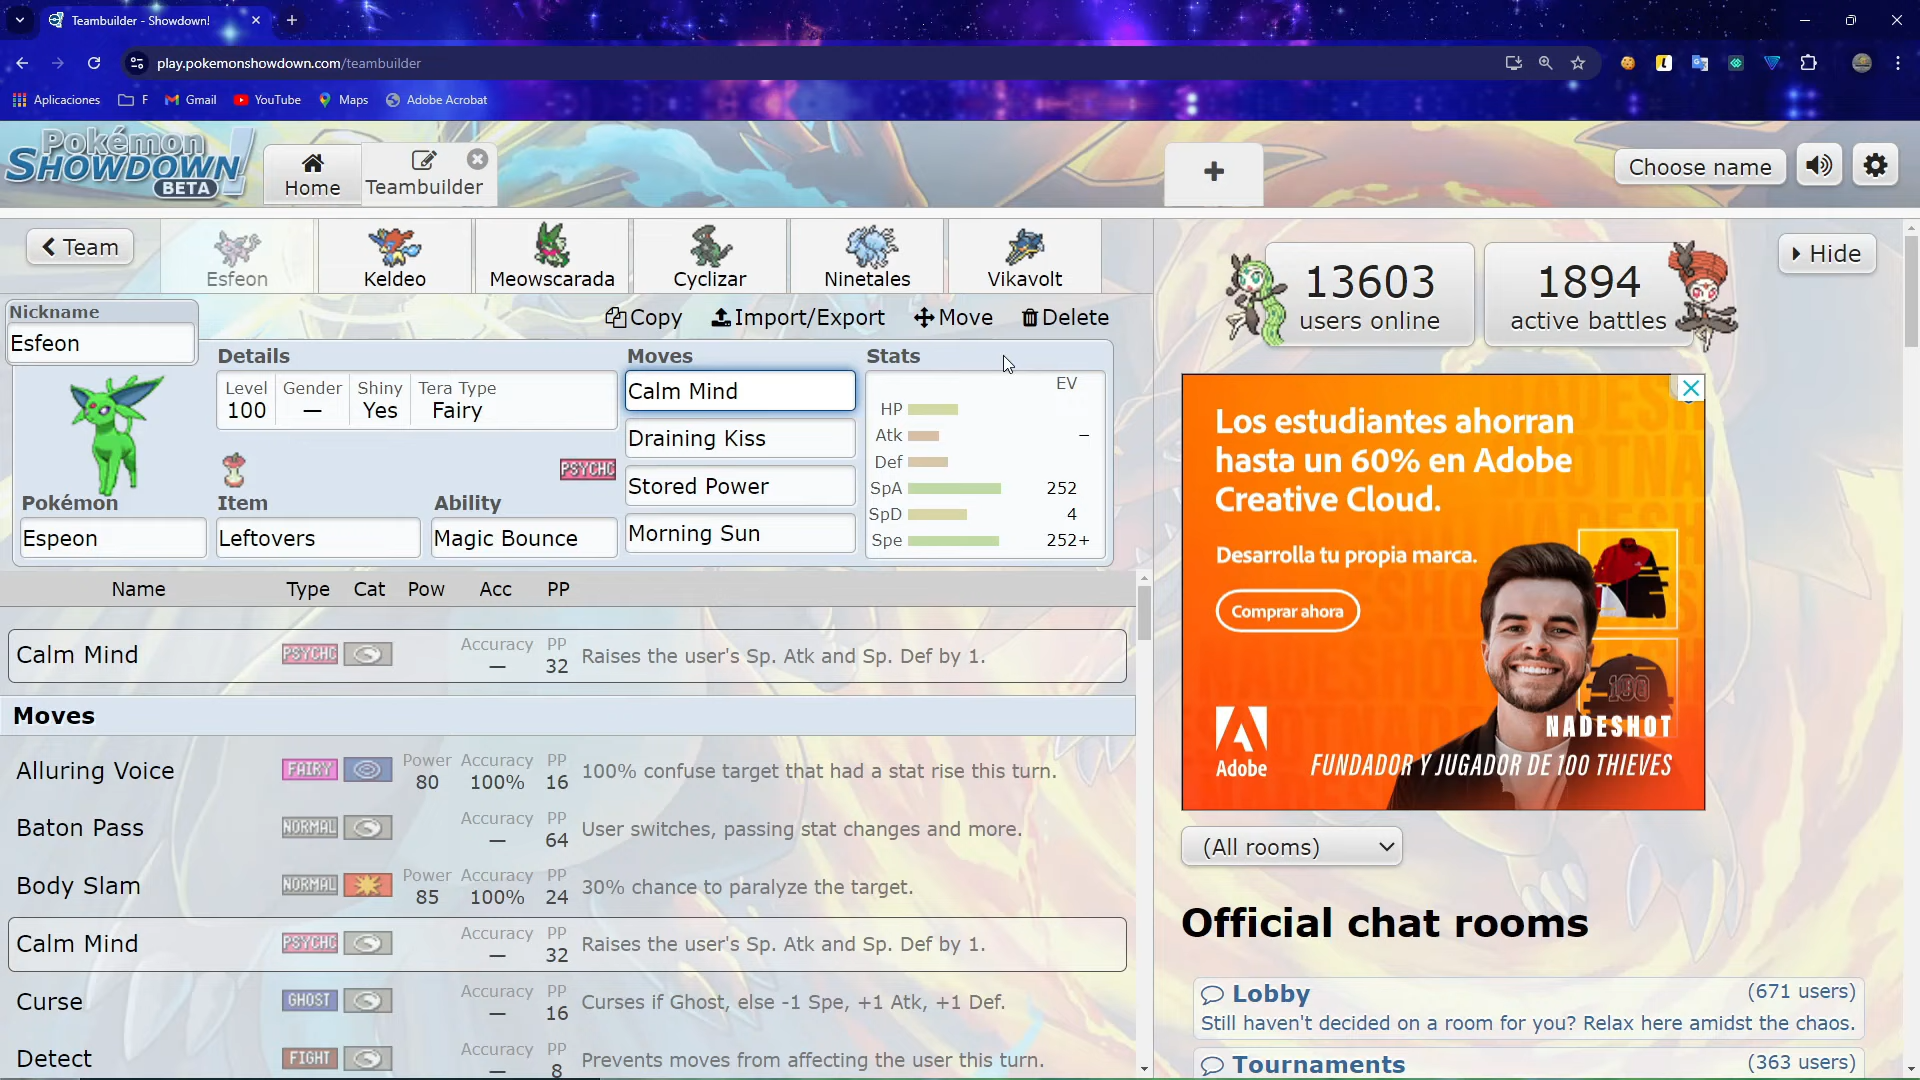 Teambuilder - Showdown!
play.pokemonshowdown.com/teambuilder
Aplicaciones
F
Gmail
YouTube
Maps
Adobe Acrobat
Pokémon
SHOWDOWN!
BETA
Home
Teambuilder
Choose name
Team
Esfeon
Keldeo
Meowscarada
Cyclizar
Ninetales
Vikavolt
Nickname
Esfeon
Copy
Import/Export
Move
Delete
Details
Level
100
Gender
—
Shiny
Yes
Tera Type
Fairy
PSYCHC
Pokémon
Espeon
Item
Leftovers
Ability
Magic Bounce
Moves
Calm Mind
Draining Kiss
Stored Power
Morning Sun
Stats
EV
HP
Atk –
Def
SpA 252
SpD 4
Spe 252+
Name Type Cat Pow Acc PP
Calm Mind PSYCHC Accuracy — PP 32 Raises the user's Sp. Atk and Sp. Def by 1.
Moves
Alluring Voice FAIRY Power 80 Accuracy 100% PP 16 100% confuse target that had a stat rise this turn.
Baton Pass NORMAL Accuracy — PP 64 User switches, passing stat changes and more.
Body Slam NORMAL Power 85 Accuracy 100% PP 24 30% chance to paralyze the target.
Calm Mind PSYCHC Accuracy — PP 32 Raises the user's Sp. Atk and Sp. Def by 1.
Curse GHOST Accuracy — PP 16 Curses if Ghost, else -1 Spe, +1 Atk, +1 Def.
Detect FIGHT Accuracy — PP 8 Prevents moves from affecting the user this turn.
13603
users online
1894
active battles
Hide
Los estudiantes ahorran
hasta un 60% en Adobe
Creative Cloud.
Desarrolla tu propia marca.
Comprar ahora
100
NADESHOT
Adobe
FUNDADOR Y JUGADOR DE 100 THIEVES
(All rooms)
Official chat rooms
Lobby (671 users)
Still haven't decided on a room for you? Relax here amidst the chaos.
Tournaments (363 users)